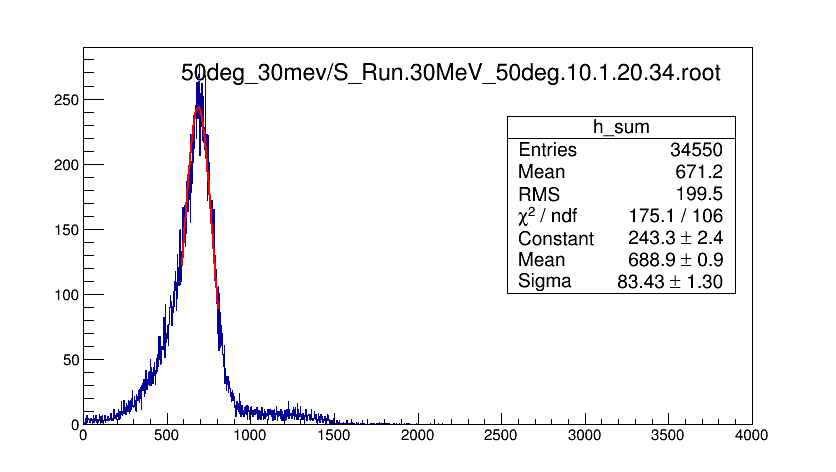 50deg_30mev/S_Run.30MeV_50deg.10.1.20.34.root
h_sum
Entries 34550
Mean 671.2
RMS 199.5
χ² / ndf 175.1 / 106
Constant 243.3 ± 2.4
Mean 688.9 ± 0.9
Sigma 83.43 ± 1.30
250
200
150
100
50
0
0 500 1000 1500 2000 2500 3000 3500 4000